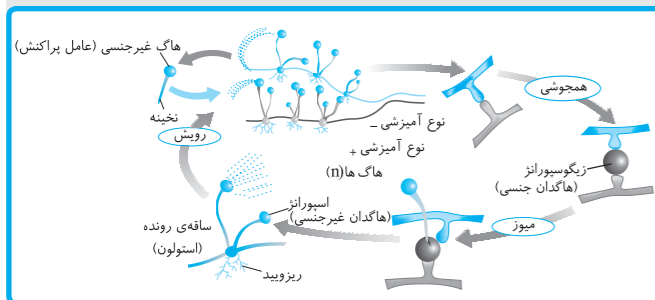 هاگ غیرجنسی (عامل پراکنش)
نخینه
رویش
نوع آمیزشی −
نوع آمیزشی +
هاگ ها(n)
همجوشی
زیگوسپورانژ
(هاگدان جنسی)
میوز
اسپورانژ
(هاگدان غیرجنسی)
ساقه‌ی رونده
(استولون)
ریزویید